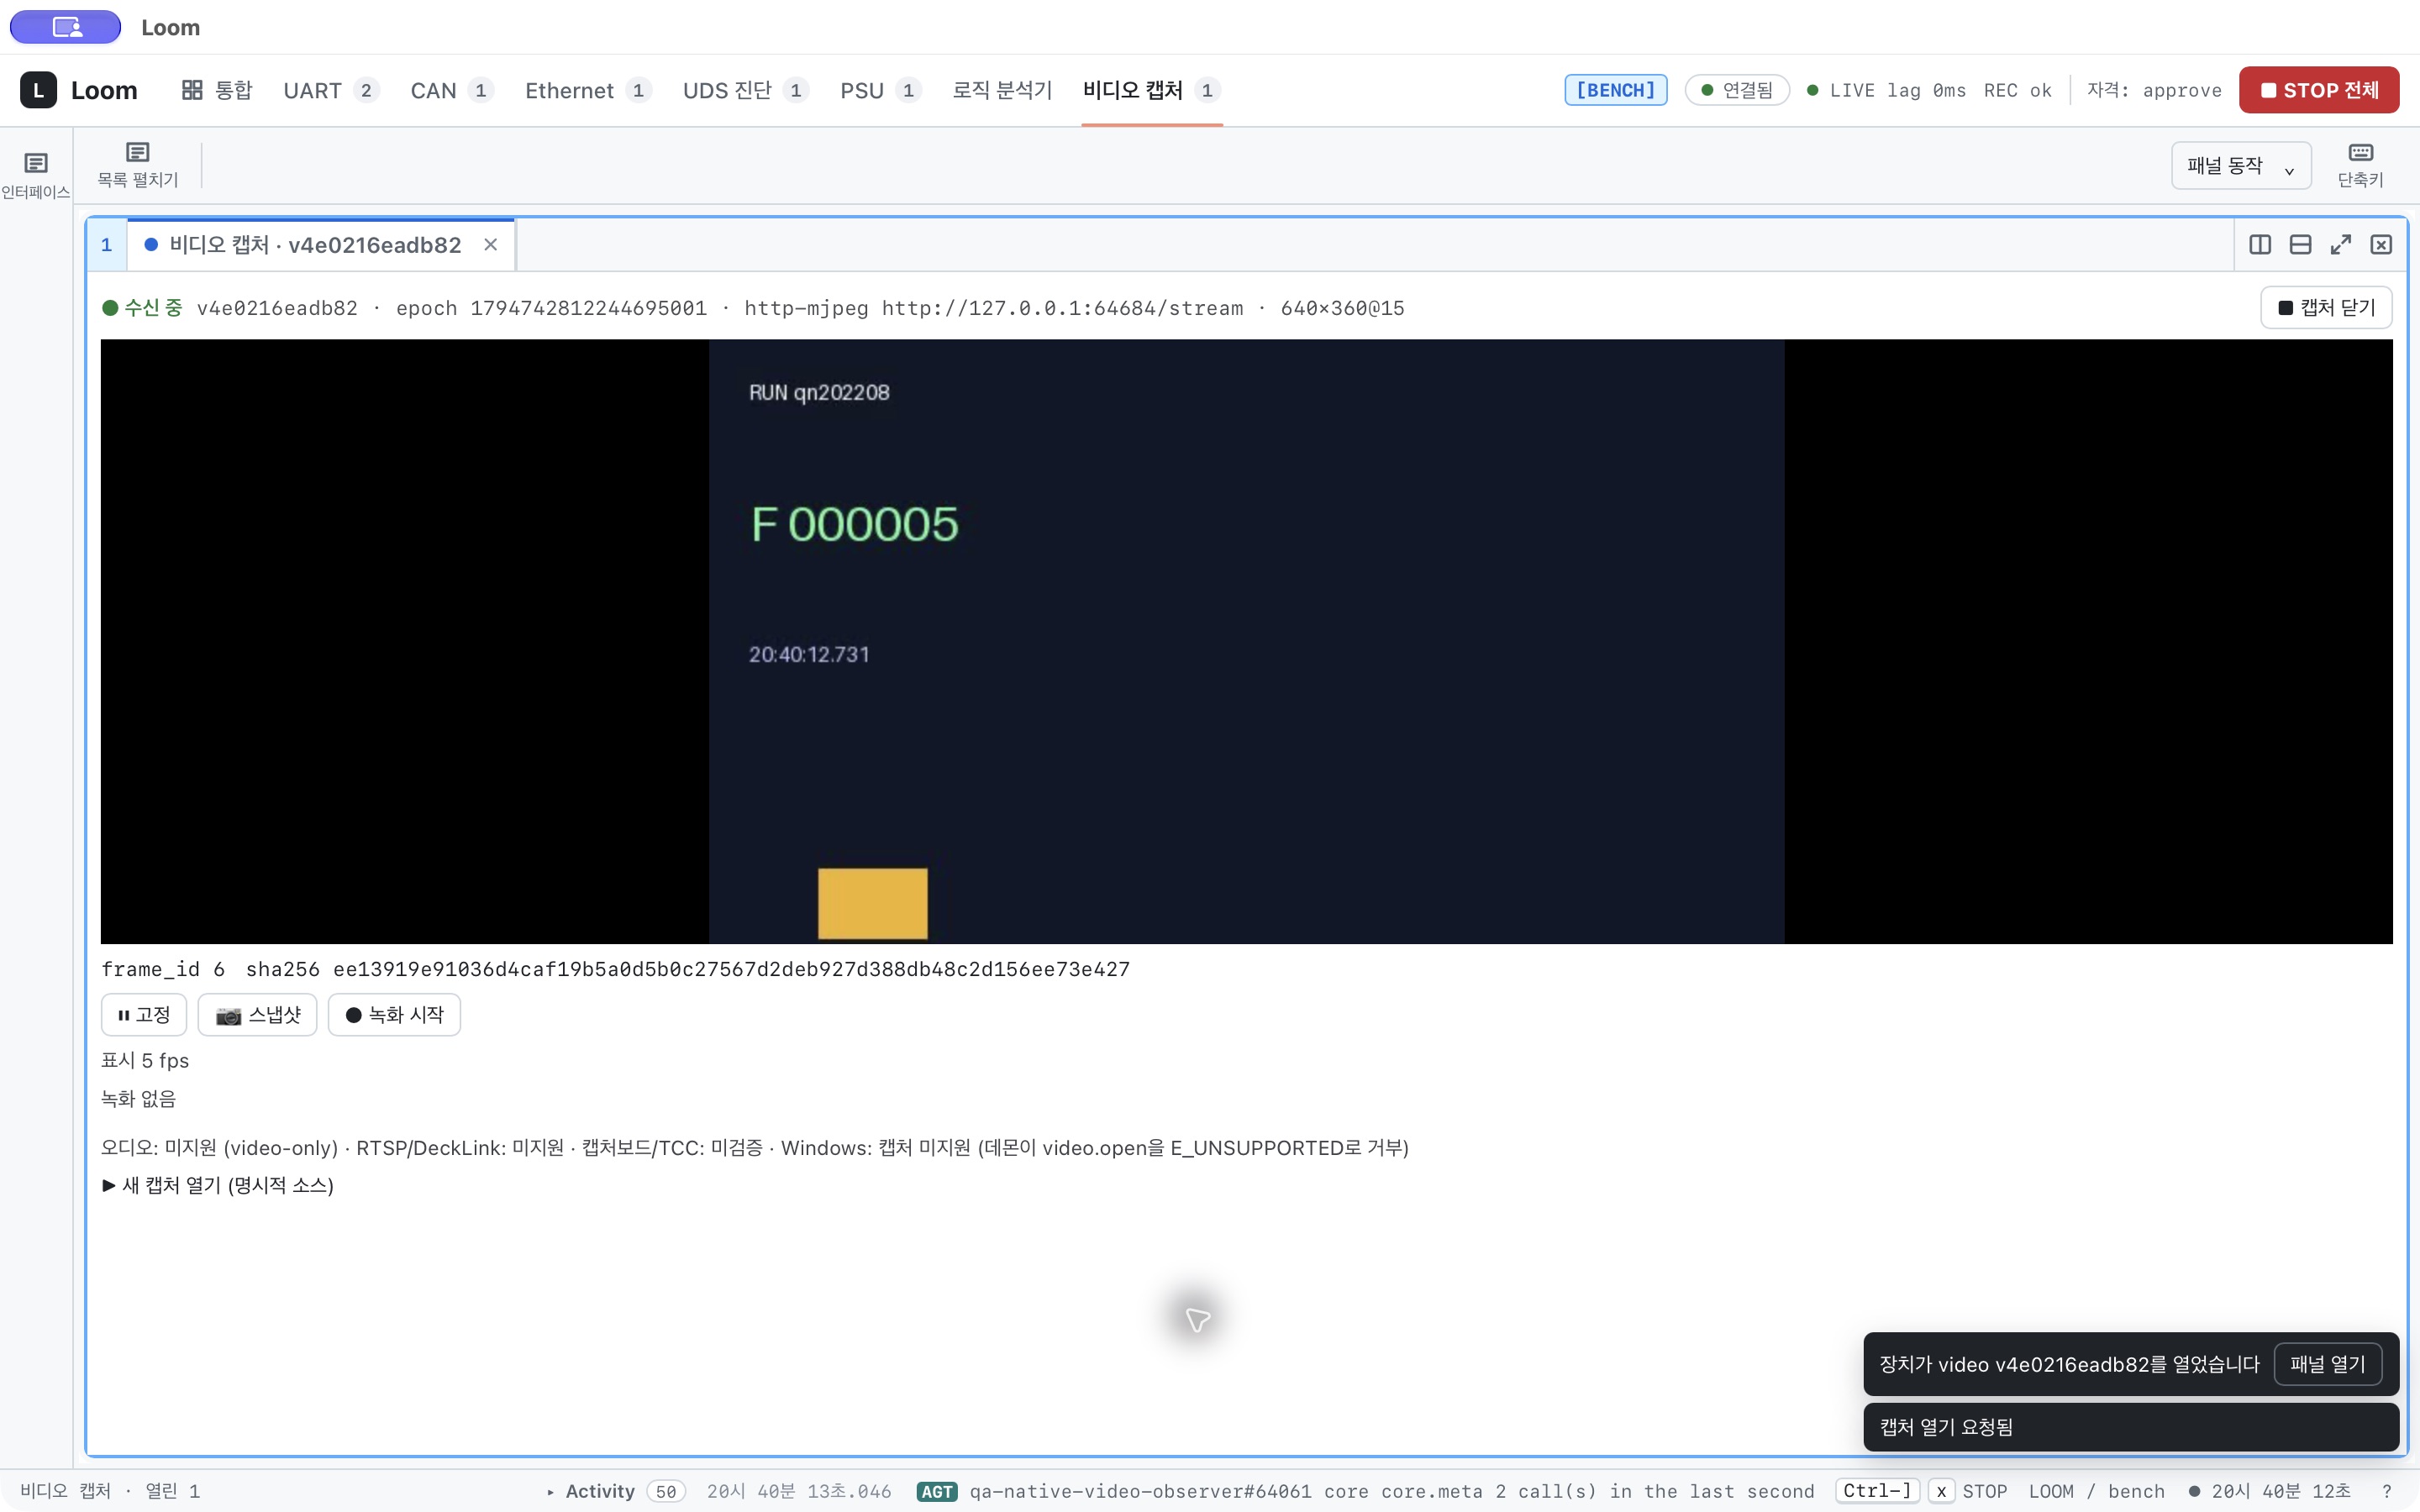 Loom
L Loom 통합 UART 2 CAN 1 Ethernet 1 UDS 진단 1 PSU 1 로직 분석기 비디오 캡처 1 [BENCH] 연결됨 LIVE lag 0ms REC ok 자격: approve STOP 전체
인터페이스
목록 펼치기
패널 동작
단축키
1 비디오 캡처 · v4e0216eadb82
수신 중 v4e0216eadb82 · epoch 1794742812244695001 · http-mjpeg http://127.0.0.1:64684/stream · 640×360@15
캡처 닫기
RUN qn202208
F 000005
20:40:12.731
frame_id 6 sha256 ee13919e91036d4caf19b5a0d5b0c27567d2deb927d388db48c2d156ee73e427
고정 스냅샷 녹화 시작
표시 5 fps
녹화 없음
오디오: 미지원 (video-only) · RTSP/DeckLink: 미지원 · 캡처보드/TCC: 미검증 · Windows: 캡처 미지원 (데몬이 video.open을 E_UNSUPPORTED로 거부)
▶ 새 캡처 열기 (명시적 소스)
장치가 video v4e0216eadb82를 열었습니다 패널 열기
캡처 열기 요청됨
비디오 캡처 · 열린 1 ▸ Activity 50 20시 40분 13초.046 AGT qa-native-video-observer#64061 core core.meta 2 call(s) in the last second Ctrl-] x STOP LOOM / bench 20시 40분 12초 ?